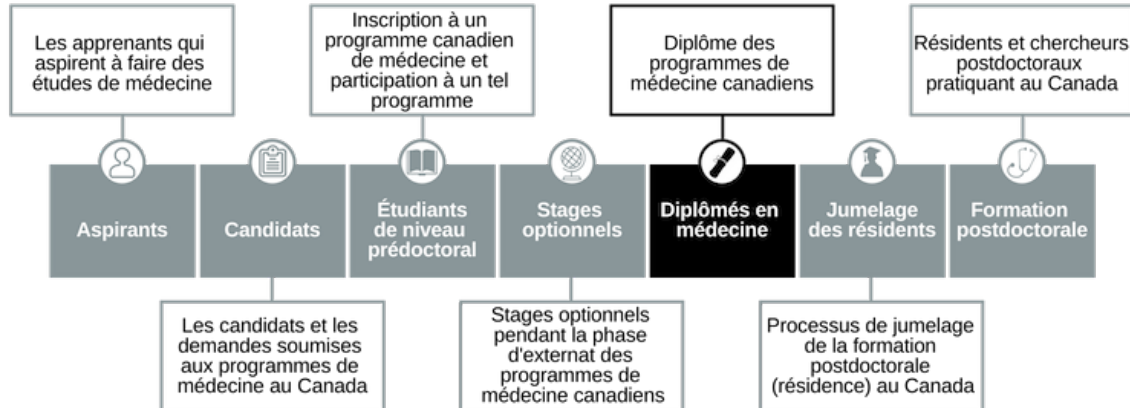 Les apprenants qui
aspirent à faire des
études de médecine
Inscription à un
programme canadien
de médecine et
participation à un tel
programme
Diplôme des
programmes de
médecine canadiens
Résidents et chercheurs
postdoctoraux
pratiquant au Canada
Aspirants
Candidats
Étudiants
de niveau
prédoctoral
Stages
optionnels
Diplômés en
médecine
Jumelage
des résidents
Formation
postdoctorale
Les candidats et les
demandes soumises
aux programmes de
médecine au Canada
Stages optionnels
pendant la phase
d'externat des
programmes de
médecine canadiens
Processus de jumelage
de la formation
postdoctorale
(résidence) au Canada